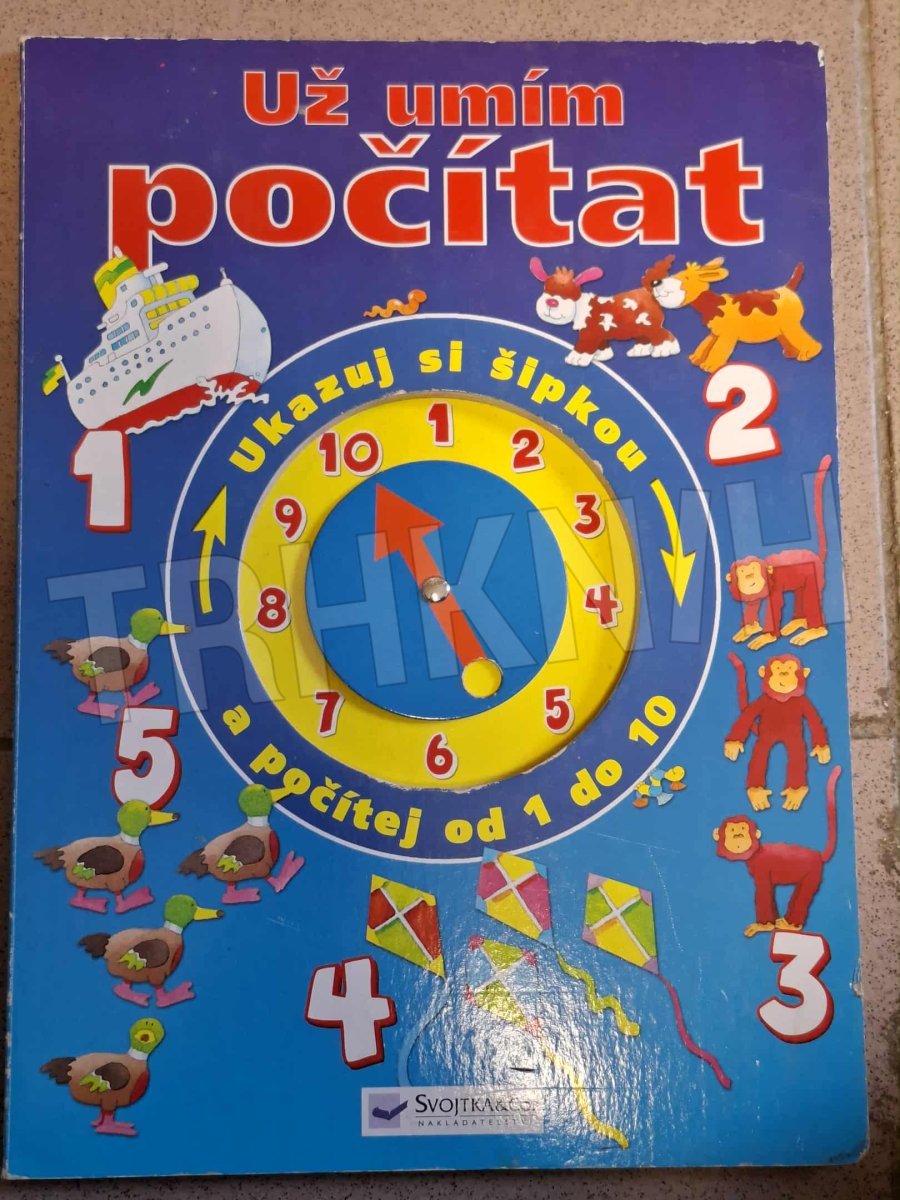 Už umím
počítat
Ukazuj si šipkou
a počítej od 1 do 10
1
2
3
4
5
6
7
8
9
10
1
2
3
4
5
TRHKNIH
SVOJTKA&CO.
NAKLADATELSTVÍ